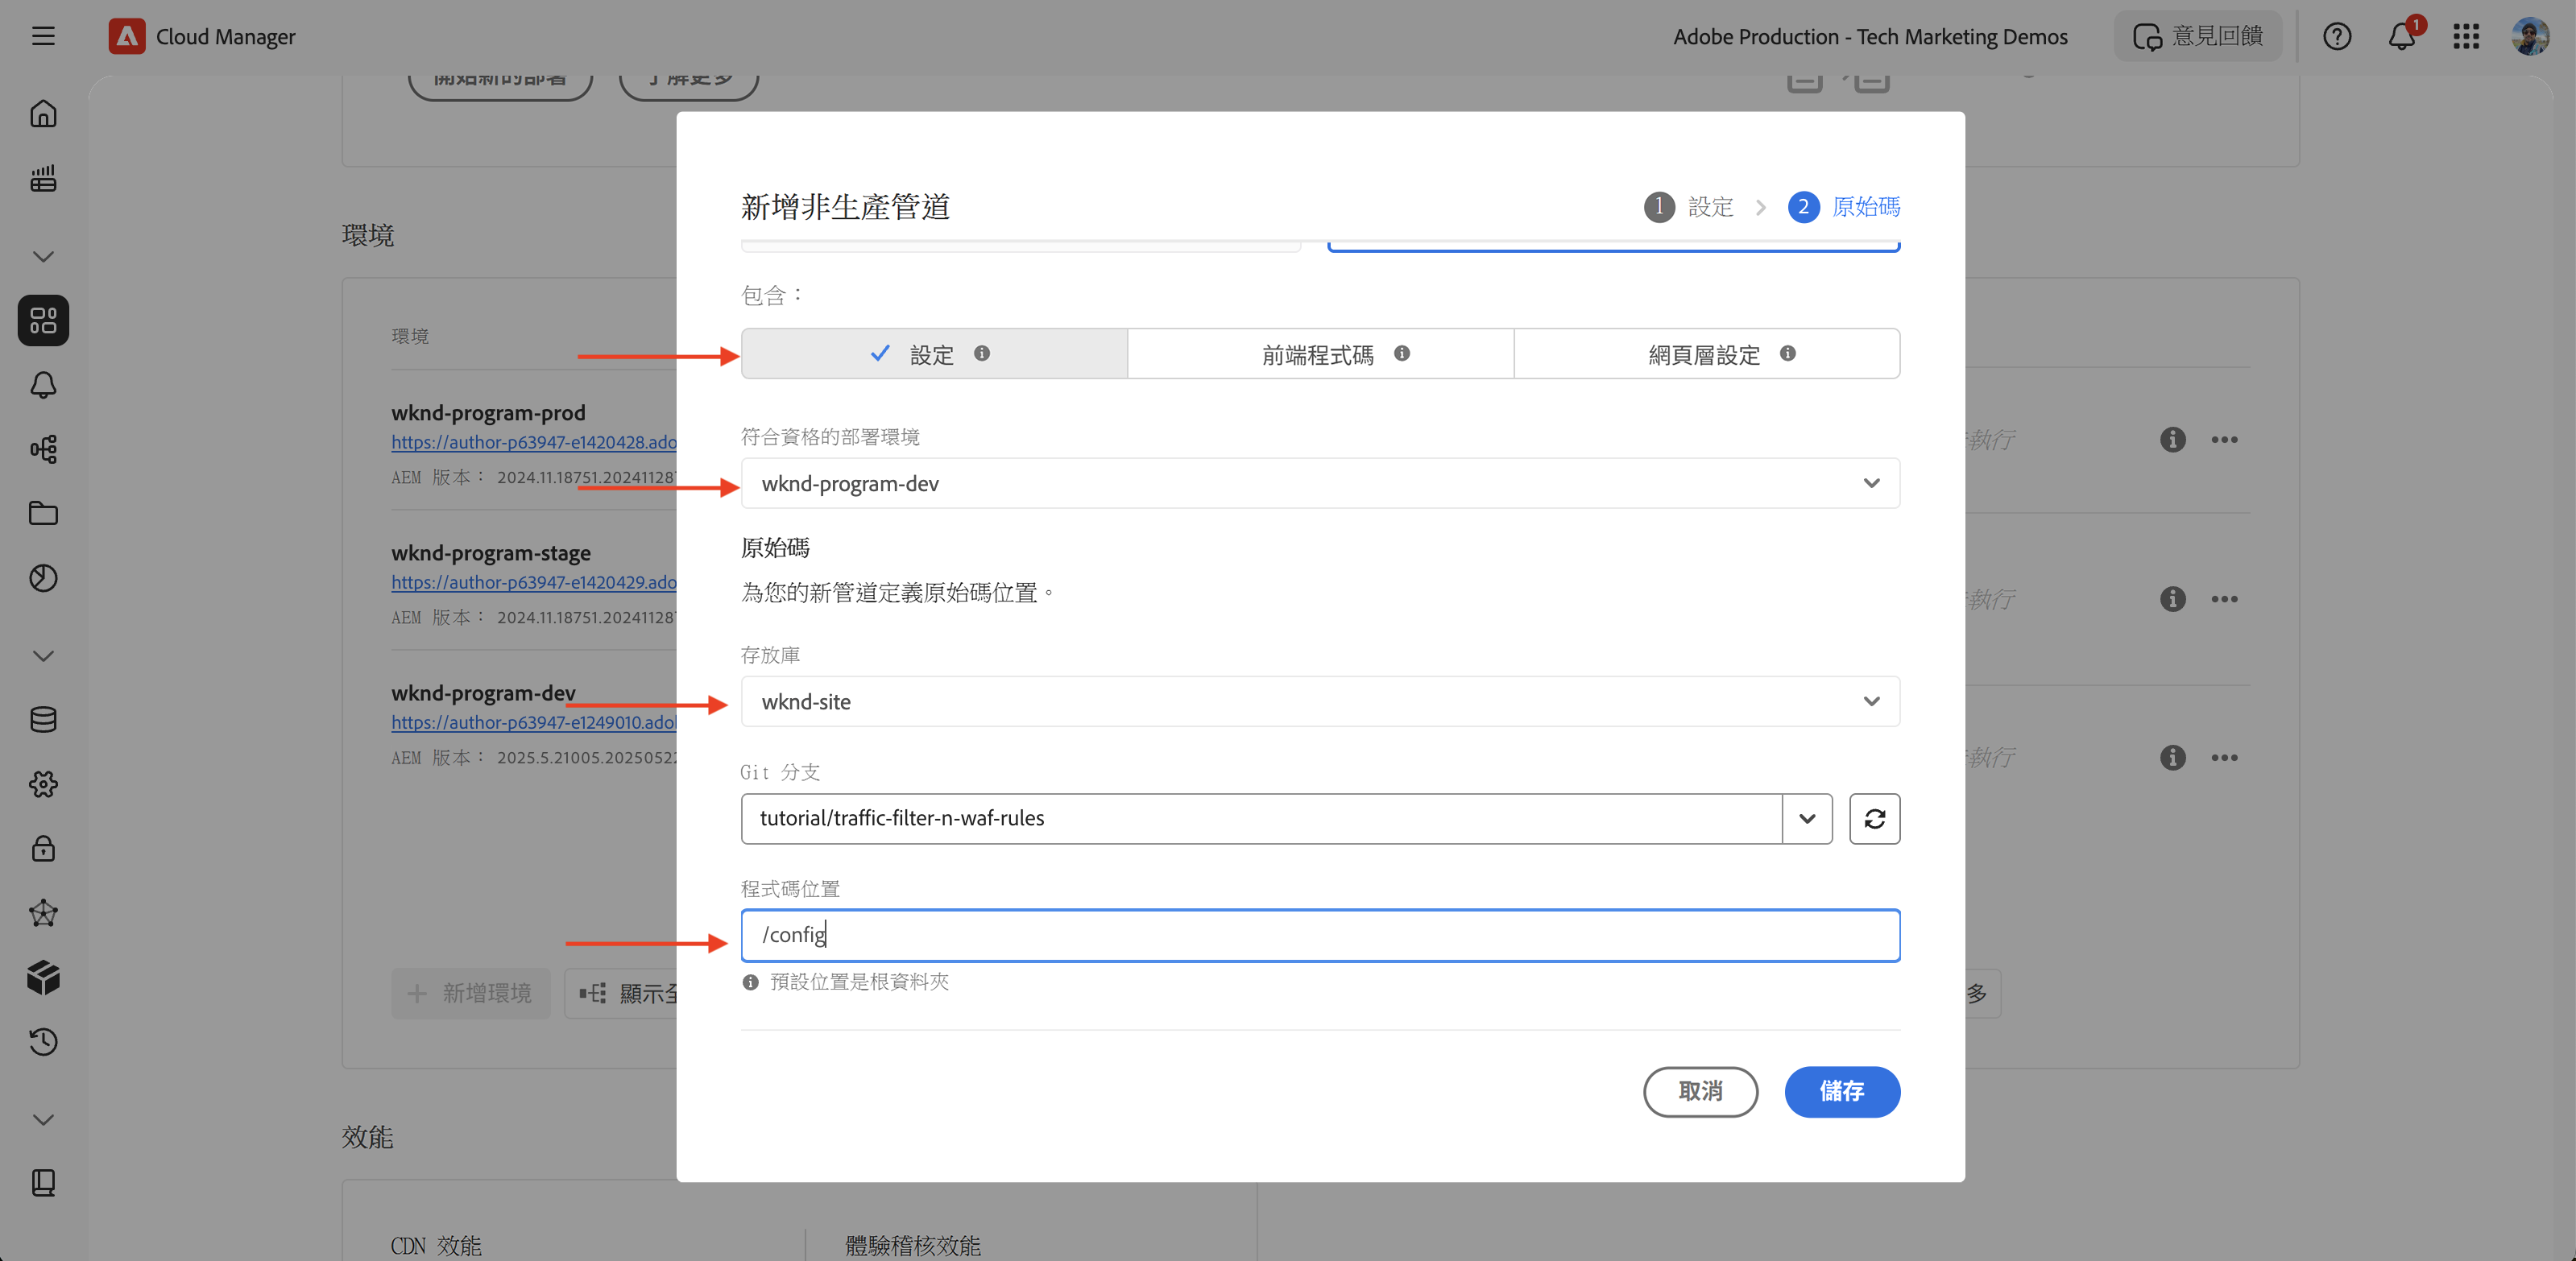 Cloud Manager
Adobe Production - Tech Marketing Demos
意見回饋
1
開始新的部署
了解更多
環境
環境
wknd-program-prod
https://author-p63947-e1420428.ado
AEM 版本： 2024.11.18751.20241128
wknd-program-stage
https://author-p63947-e1420429.ado
AEM 版本： 2024.11.18751.20241128
wknd-program-dev
https://author-p63947-e1249010.adol
AEM 版本： 2025.5.21005.20250522
新增環境
顯示全
執行
執行
執行
多
效能
CDN 效能
體驗稽核效能
新增非生產管道
1 設定
2 原始碼
包含：
設定
前端程式碼
網頁層設定
符合資格的部署環境
wknd-program-dev
原始碼
為您的新管道定義原始碼位置。
存放庫
wknd-site
Git 分支
tutorial/traffic-filter-n-waf-rules
程式碼位置
/config
預設位置是根資料夾
取消
儲存